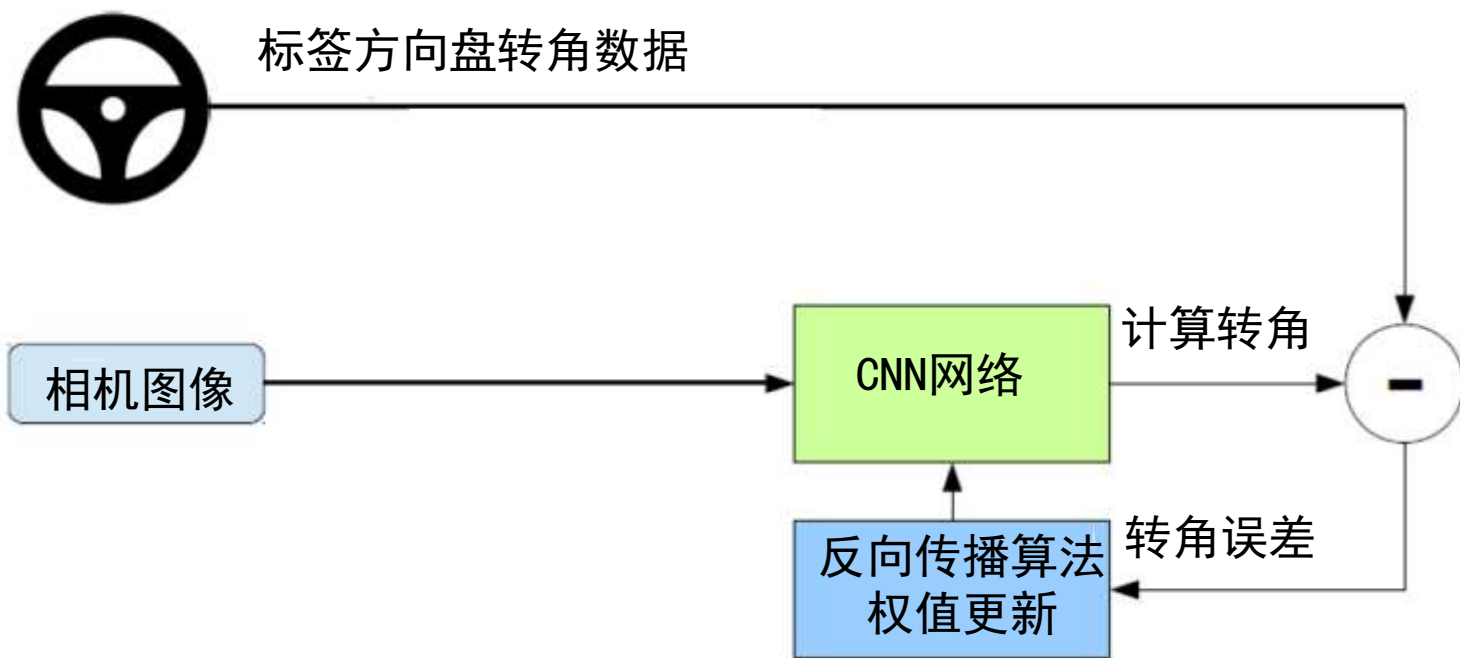 标签方向盘转角数据
计算转角
相机图像
CNN网络
转角误差
反向传播算法
权值更新